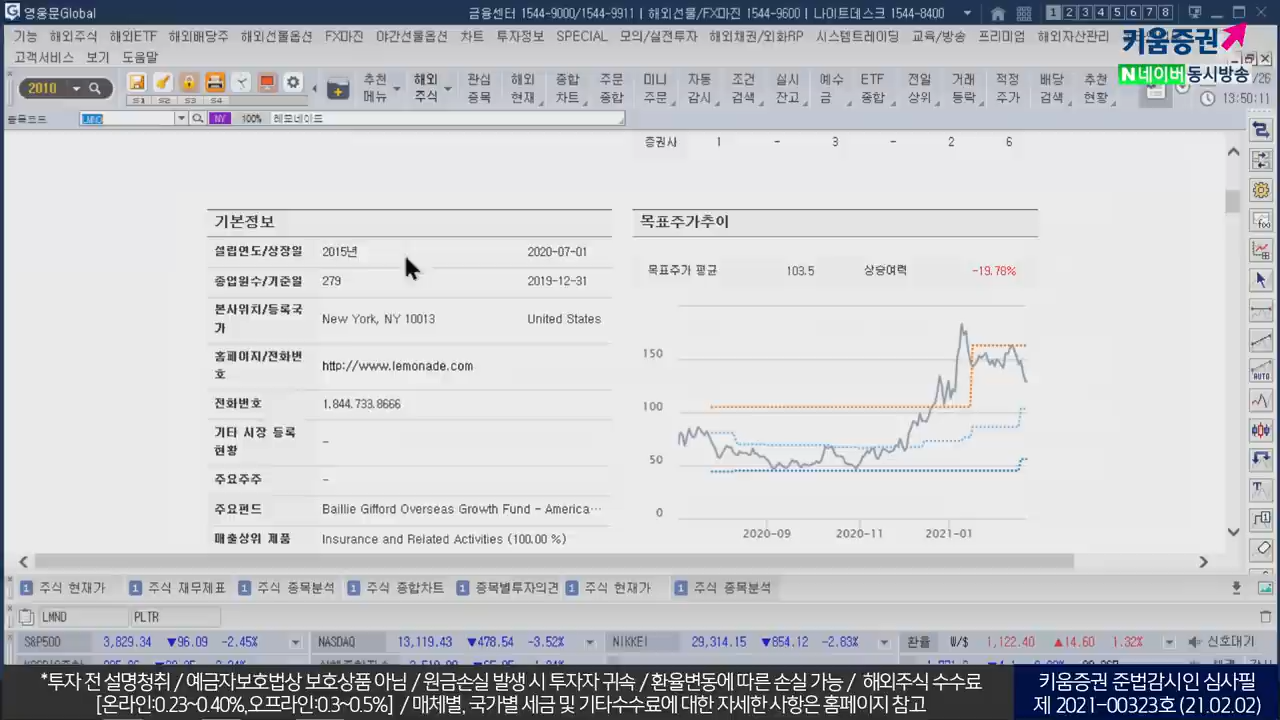 영웅문Global
금융센터 1544-9000/1544-9911 | 해외선물/FX마진 1544-9600 | 나이트데스크 1544-8400
1 2 3 4 5 6 7 8
기능 해외주식 해외ETF 해외배당주 해외선물옵션 FX마진 야간선물옵션 차트 투자정보 SPECIAL 모의/실전투자 해외채권/외화RP 시스템트레이딩 교육/방송 프리미엄 해외자산관리
키움증권
고객서비스 보기 도움말
N네이버 동시방송
2010
S1 S2 S3 S4
추천메뉴 해외주식 관심종목 해외현재 종합차트 주문종합 미니주문 자동감시 조건검색 실시잔고 예수금 ETF종합 전일상위 거래등락 적정주가 배당검색 추천현황
/26
13:50:11
종목코드 LMND NY 100% 레모네이드
증권사 1 - 3 - 2 6
기본정보
설립연도/상장일 2015년 2020-07-01
종업원수/기준월 279 2019-12-31
본사위치/등록국가 New York, NY 10013 United States
홈페이지/전화번호 http://www.lemonade.com
전화번호 1.844.733.8666
기타 시장 등록현황 -
주요주주 -
주요펀드 Baillie Gifford Overseas Growth Fund - America···
매출상위 제품 Insurance and Related Activities (100.00 %)
목표주가추이
목표주가 평균 103.5 상승여력 -19.78%
150
100
50
0
2020-09 2020-11 2021-01
AUTO
1 주식 현재가 1 주식 재무제표 1 주식 종목분석 1 주식 종합차트 1 종목별투자의견 1 주식 현재가 1 주식 종목분석
LMND PLTR
S&P500 3,829.34 ▼96.09 -2.45% NASDAQ 13,119.43 ▼478.54 -3.52% NIKKEI 29,314.15 ▼854.12 -2.83% 환율 W/$ 1,122.40 ▲14.60 1.32% 신호대기
*투자 전 설명청취 / 예금자보호법상 보호상품 아님 / 원금손실 발생 시 투자자 귀속 / 환율변동에 따른 손실 가능 / 해외주식 수수료
[온라인:0.23~0.40%,오프라인:0.3~0.5%] / 매체별, 국가별 세금 및 기타수수료에 대한 자세한 사항은 홈페이지 참고
키움증권 준법감시인 심사필
제 2021-00323호 (21.02.02)